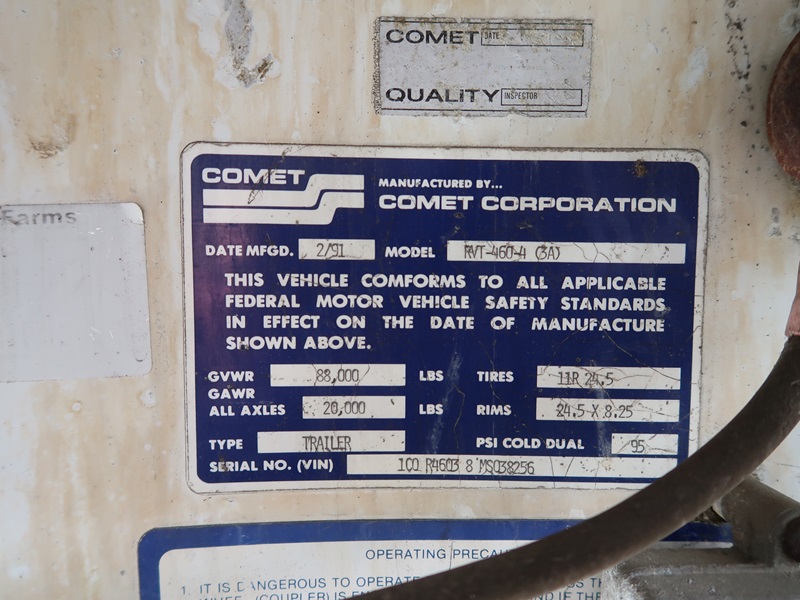 COMET DATE
QUALITY INSPECTOR
Farms
COMET
MANUFACTURED BY...
COMET CORPORATION
DATE MFGD. 2/91 MODEL RVT-460-4 (3A)
THIS VEHICLE COMFORMS TO ALL APPLICABLE
FEDERAL MOTOR VEHICLE SAFETY STANDARDS
IN EFFECT ON THE DATE OF MANUFACTURE
SHOWN ABOVE.
GVWR 88,000 LBS TIRES 11R 24.5
GAWR
ALL AXLES 20,000 LBS RIMS 24.5 X 8.25
TYPE TRAILER PSI COLD DUAL 95
SERIAL NO. (VIN) 1CO R4603 8 MS038256
OPERATING
1. IT IS DANGEROUS TO OPERATE
(COUPLER) IS